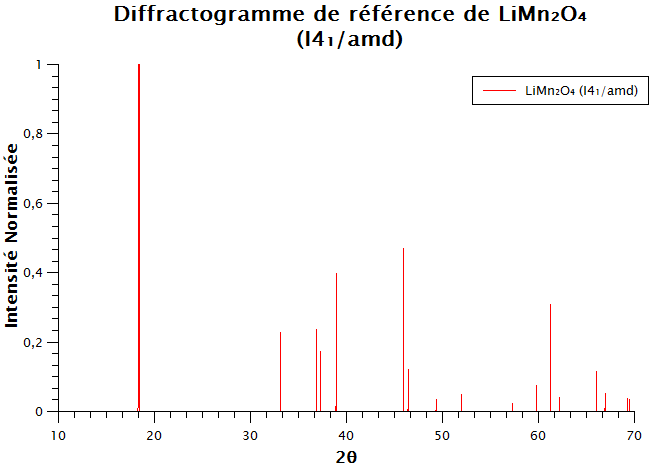 Diffractogramme de référence de LiMn₂O₄
(I4₁/amd)
LiMn₂O₄ (I4₁/amd)
Intensité Normalisée
1
0,8
0,6
0,4
0,2
0
10 20 30 40 50 60 70
2θ